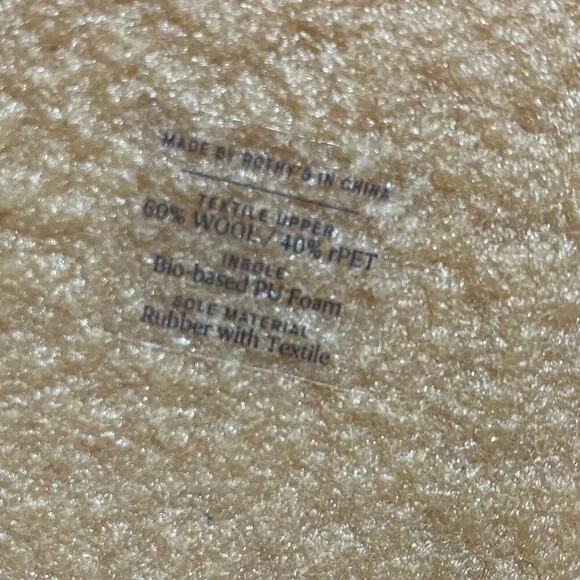 MADE BY ROTHY'S IN CHINA
TEXTILE UPPER
60% WOOL / 40% rPET
INSOLE
Bio-based PU Foam
SOLE MATERIAL
Rubber with Textile